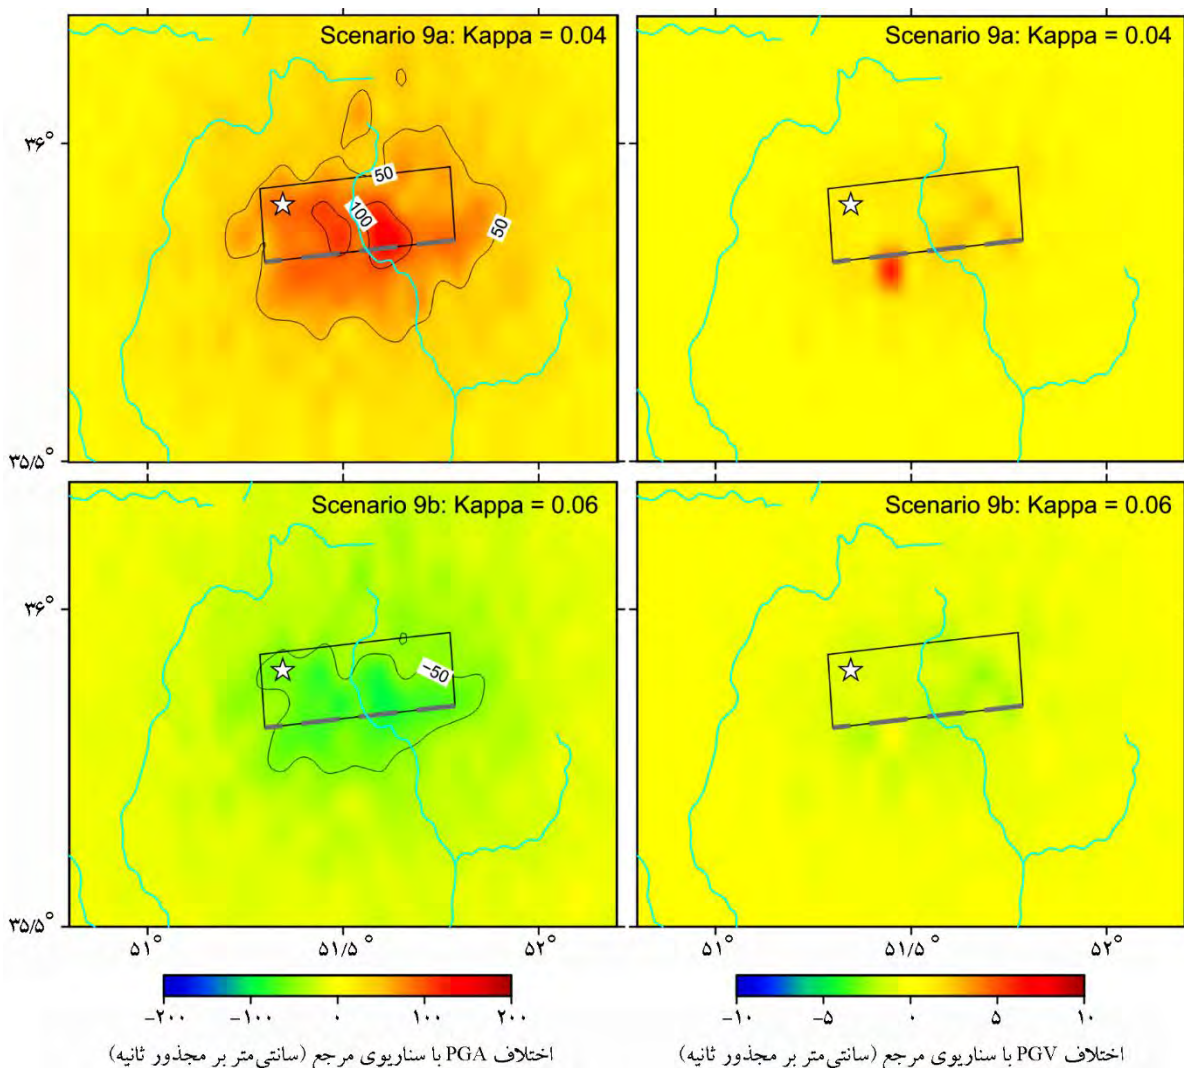 Scenario 9a: Kappa = 0.04
Scenario 9a: Kappa = 0.04
۳۶°
50
100
50
۳۵/۵°
Scenario 9b: Kappa = 0.06
Scenario 9b: Kappa = 0.06
۳۶°
−50
۳۵/۵°
۵۱° ۵۱/۵° ۵۲°
۵۱° ۵۱/۵° ۵۲°
−۲۰۰ −۱۰۰ ۰ ۱۰۰ ۲۰۰
−۱۰ −۵ ۰ ۵ ۱۰
اختلاف PGA با سناریوی مرجع (سانتی‌متر بر مجذور ثانیه)
اختلاف PGV با سناریوی مرجع (سانتی‌متر بر مجذور ثانیه)